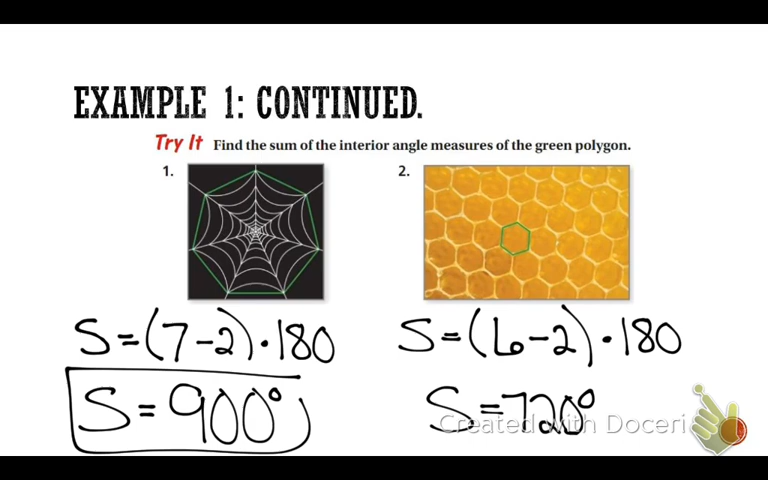 EXAMPLE 1: CONTINUED.
Try It Find the sum of the interior angle measures of the green polygon.
1.
2.
S=(7-2)·180
S=(6-2)·180
S=900°
S=720°
Created with Doceri